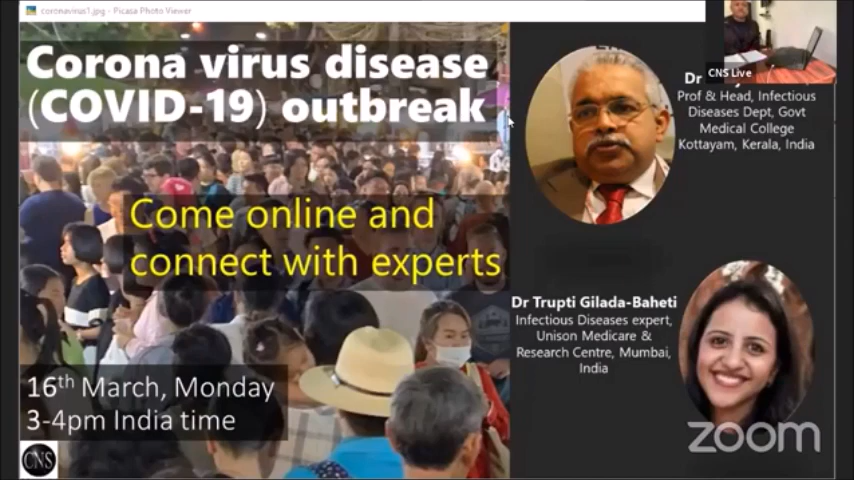 coronavirus1.jpg - Picasa Photo Viewer
Corona virus disease
(COVID-19) outbreak
Come online and
connect with experts
16th March, Monday
3-4pm India time
CNS
CNS Live
Dr
Prof & Head, Infectious
Diseases Dept, Govt
Medical College
Kottayam, Kerala, India
Dr Trupti Gilada-Baheti
Infectious Diseases expert,
Unison Medicare &
Research Centre, Mumbai,
India
zoom